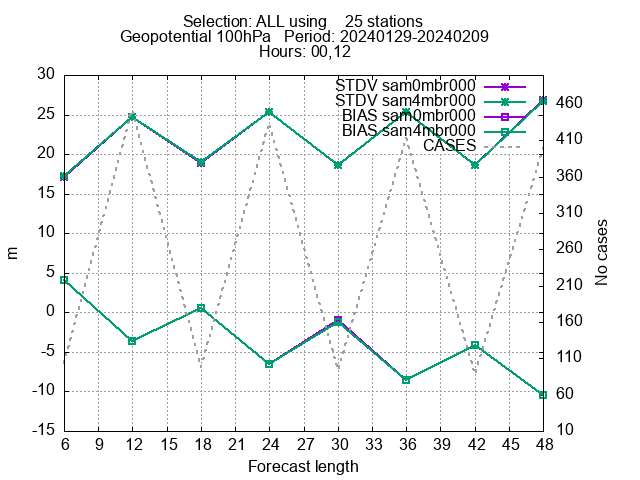 Selection: ALL using    25 stations
Geopotential 100hPa   Period: 20240129-20240209
Hours: 00,12
STDV sam0mbr000
STDV sam4mbr000
BIAS sam0mbr000
BIAS sam4mbr000
CASES
30
25
20
15
10
5
0
-5
-10
-15
m
460
410
360
310
260
210
160
110
60
10
No cases
6 9 12 15 18 21 24 27 30 33 36 39 42 45 48
Forecast length